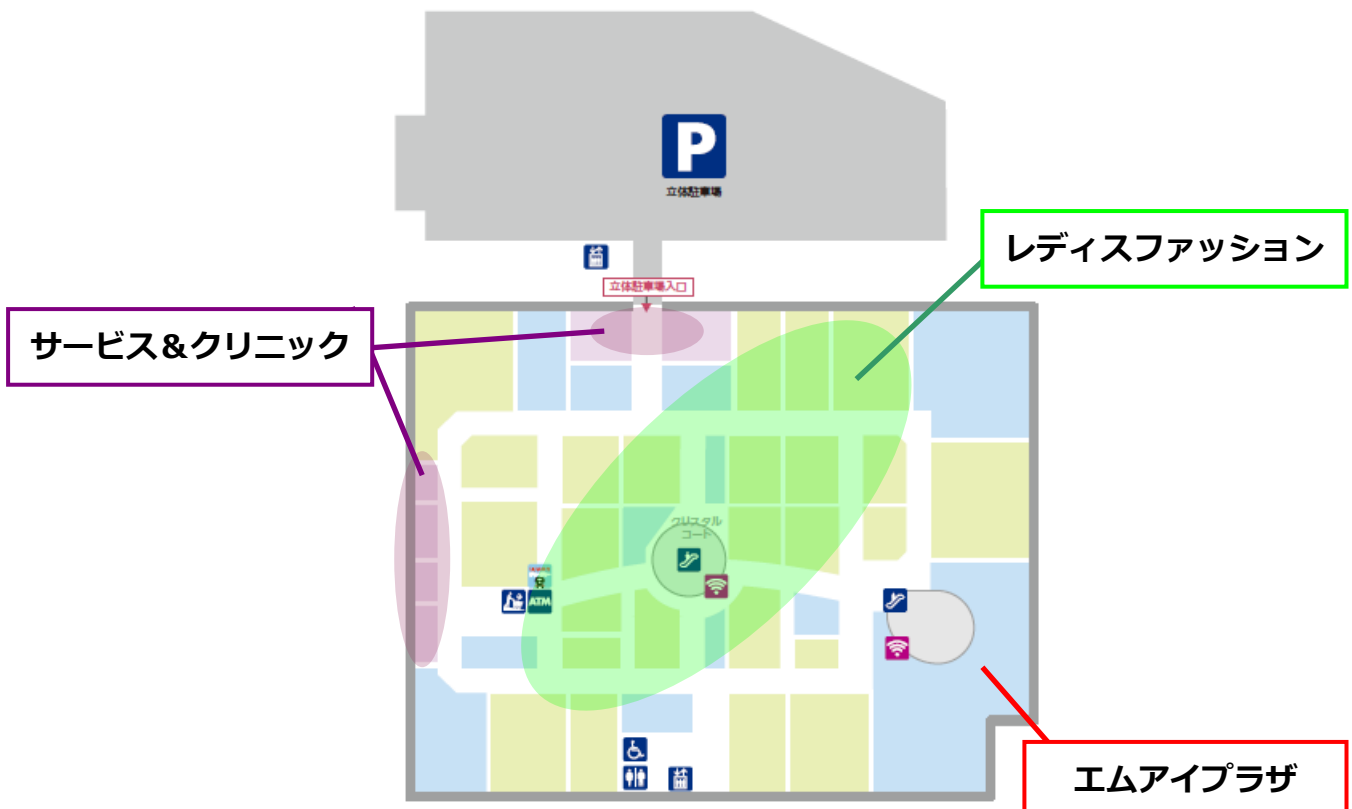 P
立体駐車場
レディスファッション
立体駐車場入口
サービス＆クリニック
クリスタル
コート
ATM
エムアイプラザ